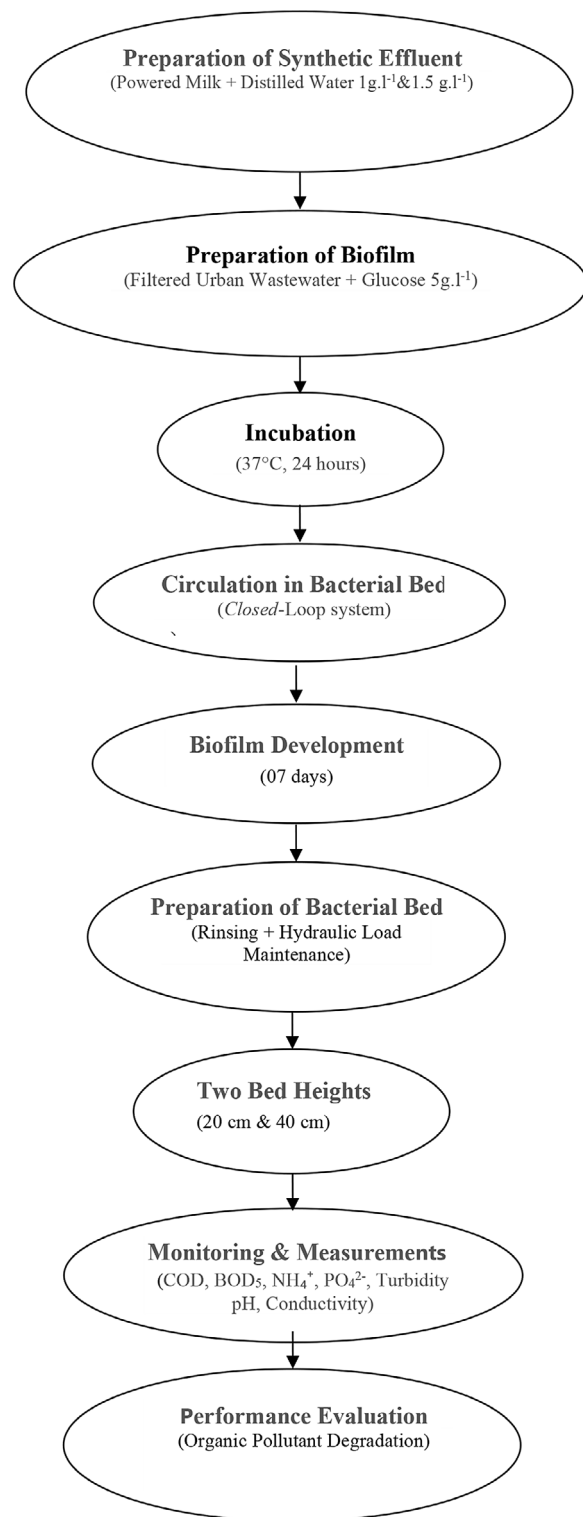 Preparation of Synthetic Effluent
(Powered Milk + Distilled Water 1g.l⁻¹&1.5 g.l⁻¹)
Preparation of Biofilm
(Filtered Urban Wastewater + Glucose 5g.l⁻¹)
Incubation
(37°C, 24 hours)
Circulation in Bacterial Bed
(Closed-Loop system)
Biofilm Development
(07 days)
Preparation of Bacterial Bed
(Rinsing + Hydraulic Load
Maintenance)
Two Bed Heights
(20 cm & 40 cm)
Monitoring & Measurements
(COD, BOD₅, NH₄⁺, PO₄²⁻, Turbidity
pH, Conductivity)
Performance Evaluation
(Organic Pollutant Degradation)